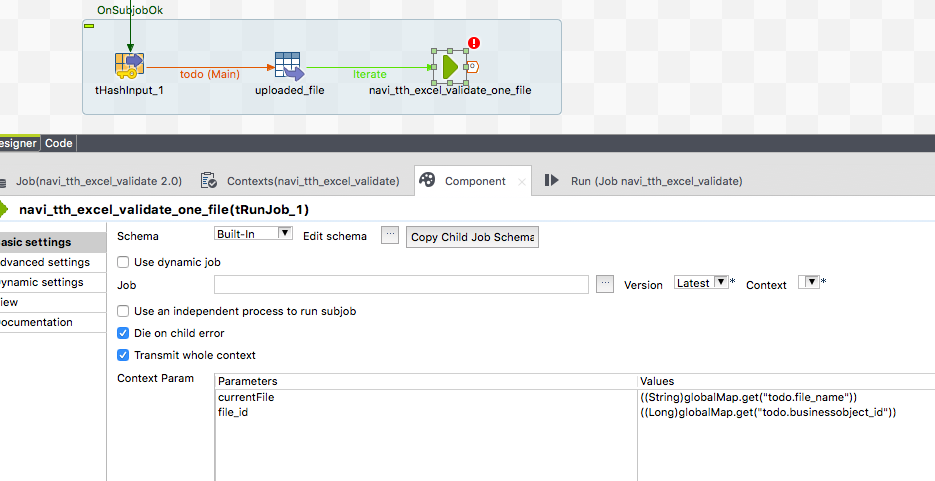 OnSubjobOk
todo (Main)
Iterate
tHashInput_1
uploaded_file
navi_tth_excel_validate_one_file
esigner
Code
Job(navi_tth_excel_validate 2.0)
Contexts(navi_tth_excel_validate)
Component
Run (Job navi_tth_excel_validate)
navi_tth_excel_validate_one_file(tRunJob_1)
asic settings
dvanced settings
ynamic settings
iew
ocumentation
Schema
Built-In
Edit schema
...
Copy Child Job Schema
Use dynamic job
Job
...
Version
Latest
*
Context
*
Use an independent process to run subjob
Die on child error
Transmit whole context
Context Param
Parameters
Values
currentFile
((String)globalMap.get("todo.file_name"))
file_id
((Long)globalMap.get("todo.businessobject_id"))